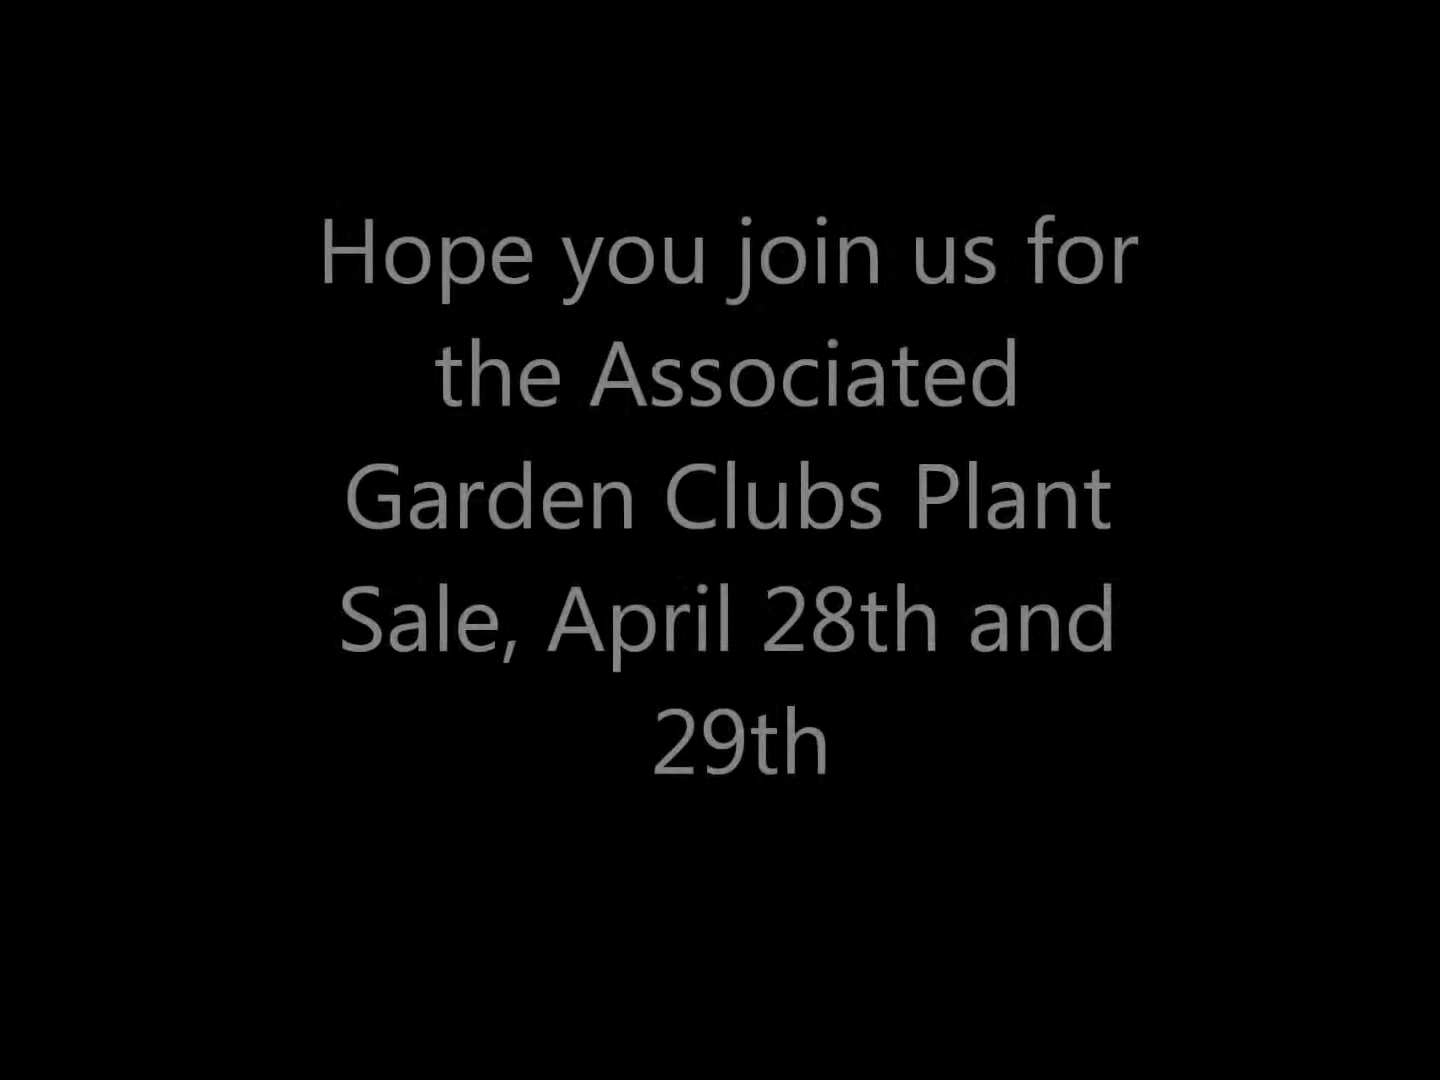 Hope you join us for
the Associated
Garden Clubs Plant
Sale, April 28th and
29th